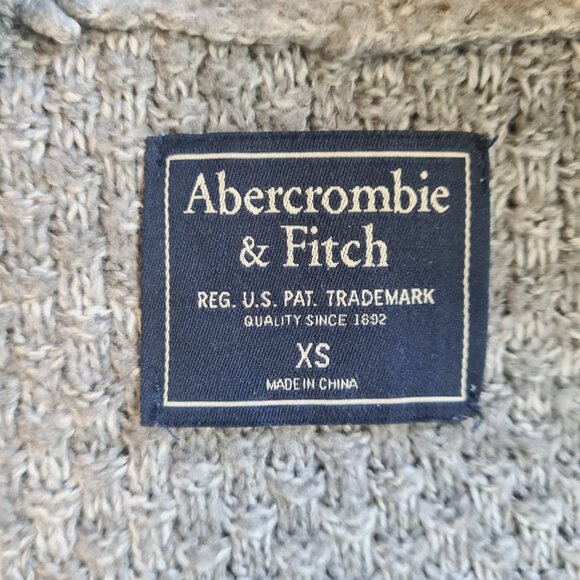 Abercrombie
& Fitch
REG. U.S. PAT. TRADEMARK
QUALITY SINCE 1892
XS
MADE IN CHINA